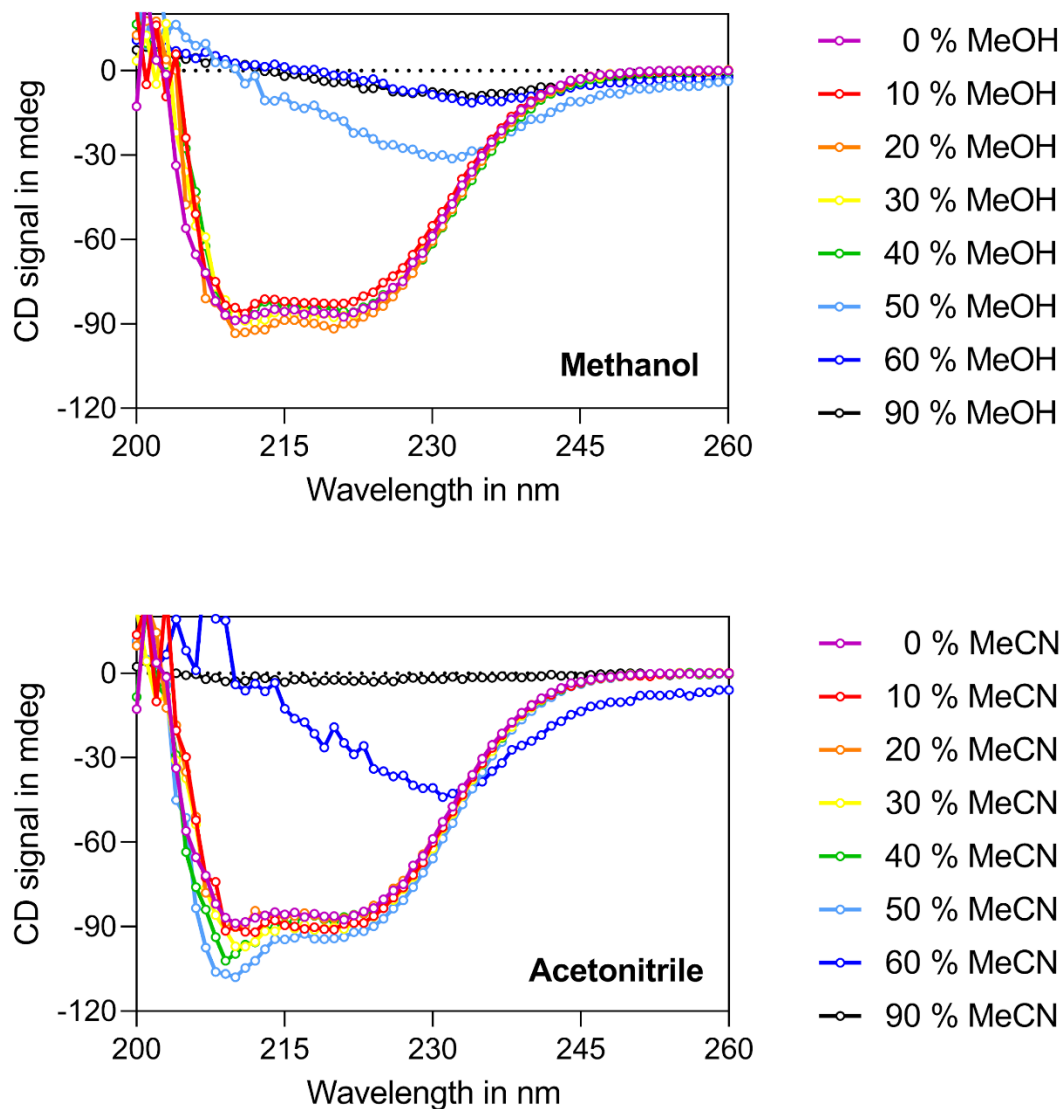 0
-30
-60
-90
-120
CD signal in mdeg
200
215
230
245
260
Wavelength in nm
Methanol
0 % MeOH
10 % MeOH
20 % MeOH
30 % MeOH
40 % MeOH
50 % MeOH
60 % MeOH
90 % MeOH
0
-30
-60
-90
-120
CD signal in mdeg
200
215
230
245
260
Wavelength in nm
Acetonitrile
0 % MeCN
10 % MeCN
20 % MeCN
30 % MeCN
40 % MeCN
50 % MeCN
60 % MeCN
90 % MeCN